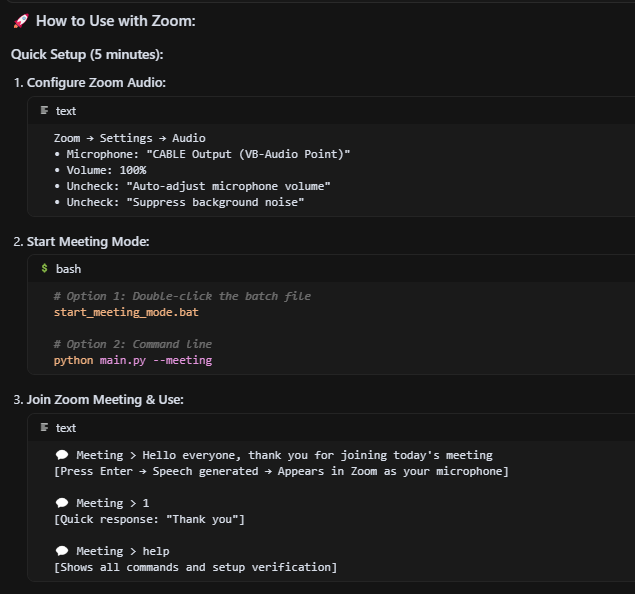 🚀 How to Use with Zoom:
Quick Setup (5 minutes):
1. Configure Zoom Audio:
text
Zoom → Settings → Audio
• Microphone: "CABLE Output (VB-Audio Point)"
• Volume: 100%
• Uncheck: "Auto-adjust microphone volume"
• Uncheck: "Suppress background noise"
2. Start Meeting Mode:
$ bash
# Option 1: Double-click the batch file
start_meeting_mode.bat
# Option 2: Command line
python main.py --meeting
3. Join Zoom Meeting & Use:
text
💬 Meeting > Hello everyone, thank you for joining today's meeting
[Press Enter → Speech generated → Appears in Zoom as your microphone]
💬 Meeting > 1
[Quick response: "Thank you"]
💬 Meeting > help
[Shows all commands and setup verification]